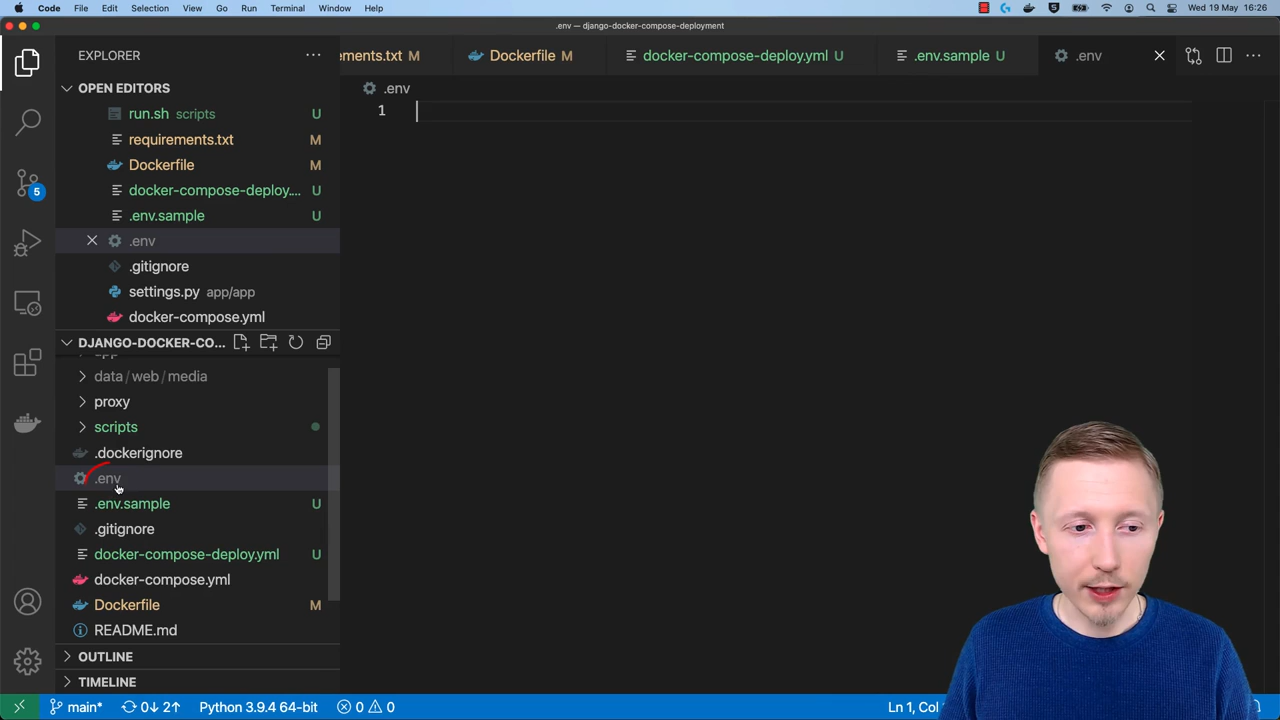 Code File Edit Selection View Go Run Terminal Window Help Wed 19 May 16:26
.env — django-docker-compose-deployment
EXPLORER
ements.txt M
Dockerfile M
docker-compose-deploy.yml U
.env.sample U
.env
OPEN EDITORS
.env
1
run.sh scripts U
requirements.txt M
Dockerfile M
docker-compose-deploy.... U
.env.sample U
.env
.gitignore
settings.py app/app
docker-compose.yml
DJANGO-DOCKER-CO...
app
data / web / media
proxy
scripts
.dockerignore
.env
.env.sample U
.gitignore
docker-compose-deploy.yml U
docker-compose.yml
Dockerfile M
README.md
OUTLINE
TIMELINE
5
main* 0↓ 2↑ Python 3.9.4 64-bit 0 0 Ln 1, Col